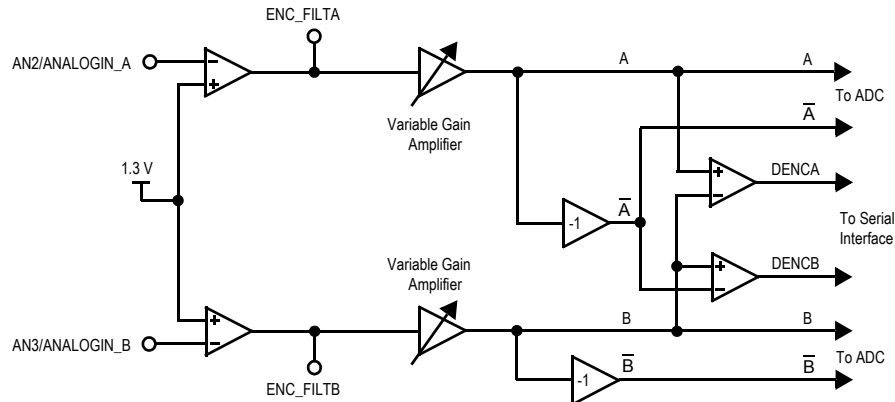 ENC_FILTA
AN2/ANALOGIN_A
−
+
A
A
To ADC
Variable Gain
Amplifier
A̅
1.3 V
+
−
DENCA
A̅
-1
To Serial
Interface
Variable Gain
Amplifier
+
−
DENCB
+
−
AN3/ANALOGIN_B
B
B
To ADC
ENC_FILTB
-1
B̅
B̅